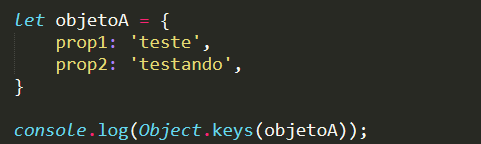 let objetoA = {
    prop1: 'teste',
    prop2: 'testando',
}
console.log(Object.keys(objetoA));